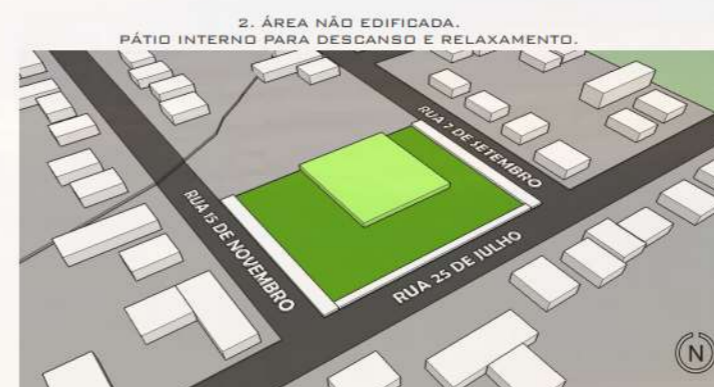 2. ÁREA NÃO EDIFICADA.
PÁTIO INTERNO PARA DESCANSO E RELAXAMENTO.
RUA 7 DE SETEMBRO
RUA 15 DE NOVEMBRO
RUA 25 DE JULHO
N